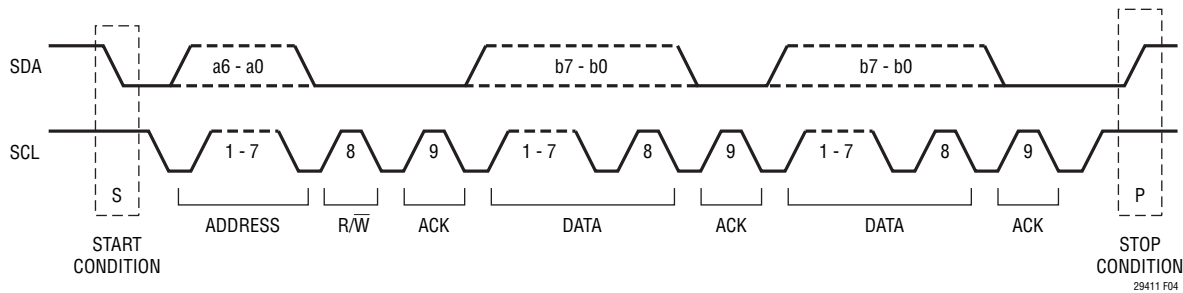 SDA a6 - a0 b7 - b0 b7 - b0
SCL 1 - 7 8 9 1 - 7 8 9 1 - 7 8 9
S P
ADDRESS R/W̅ ACK DATA ACK DATA ACK
START CONDITION
STOP CONDITION
29411 F04